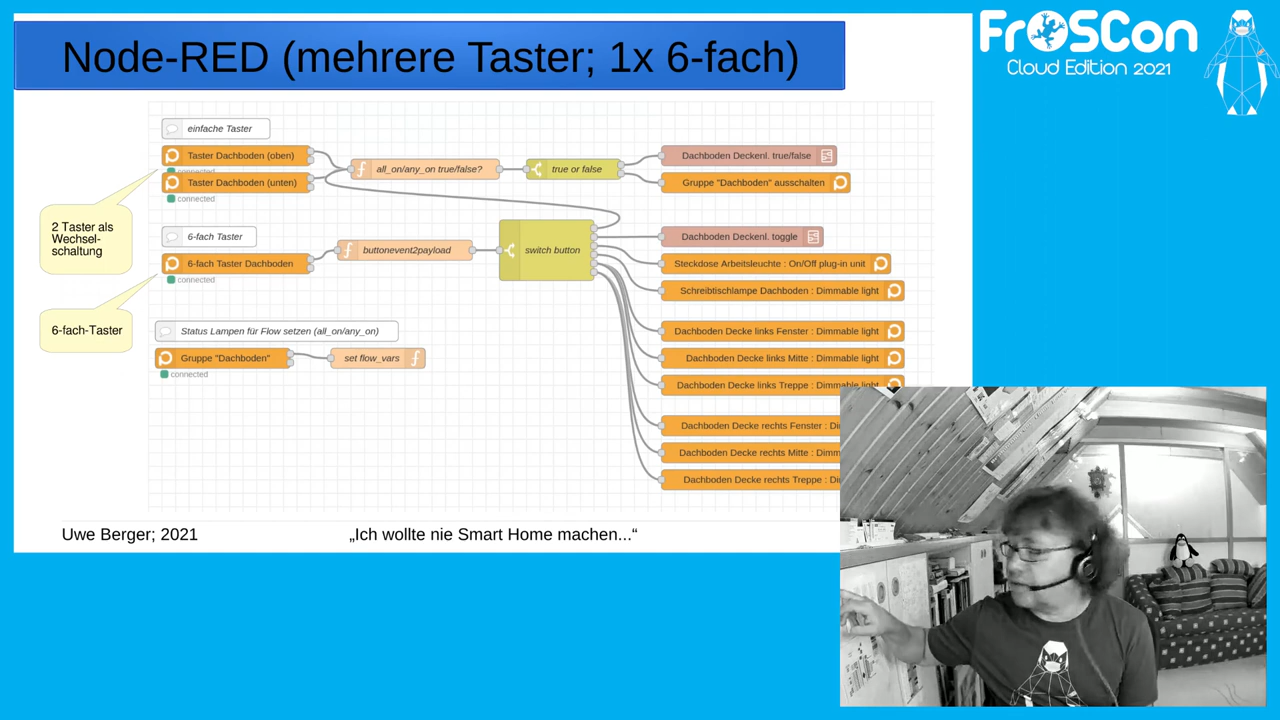 Node-RED (mehrere Taster; 1x 6-fach)
FrOSCon
Cloud Edition 2021
einfache Taster
Taster Dachboden (oben)
connected
Taster Dachboden (unten)
connected
all_on/any_on true/false?
true or false
Dachboden Deckenl. true/false
Gruppe "Dachboden" ausschalten
2 Taster als
Wechsel-
schaltung
6-fach Taster
6-fach Taster Dachboden
connected
buttonevent2payload
switch button
Dachboden Deckenl. toggle
Steckdose Arbeitsleuchte : On/Off plug-in unit
Schreibtischlampe Dachboden : Dimmable light
6-fach-Taster
Status Lampen für Flow setzen (all_on/any_on)
Gruppe "Dachboden"
connected
set flow_vars
Dachboden Decke links Fenster : Dimmable light
Dachboden Decke links Mitte : Dimmable light
Dachboden Decke links Treppe : Dimmable light
Dachboden Decke rechts Fenster : Di
Dachboden Decke rechts Mitte : Dimm
Dachboden Decke rechts Treppe : Di
Uwe Berger; 2021
„Ich wollte nie Smart Home machen...“